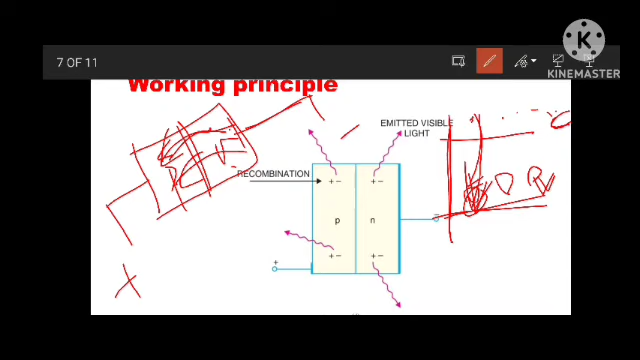 7 OF 11
KINEMASTER
Working principle
EMITTED VISIBLE
LIGHT
RECOMBINATION
+ -
+ -
p
n
+ -
+ -
+
-
+
-